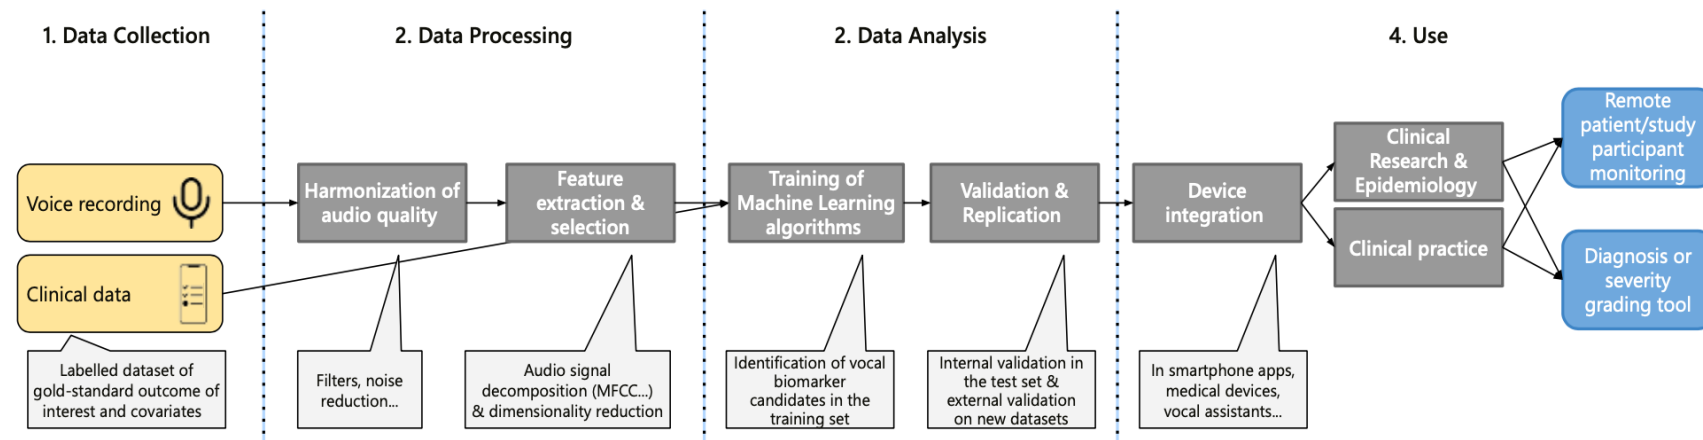 1. Data Collection
2. Data Processing
2. Data Analysis
4. Use
Voice recording
Clinical data
Labelled dataset of
gold-standard outcome of
interest and covariates
Harmonization of
audio quality
Filters, noise
reduction...
Feature
extraction &
selection
Audio signal
decomposition (MFCC...)
& dimensionality reduction
Training of
Machine Learning
algorithms
Identification of vocal
biomarker
candidates in the
training set
Validation &
Replication
Internal validation in
the test set &
external validation
on new datasets
Device
integration
In smartphone apps,
medical devices,
vocal assistants...
Clinical
Research &
Epidemiology
Clinical practice
Remote
patient/study
participant
monitoring
Diagnosis or
severity
grading tool